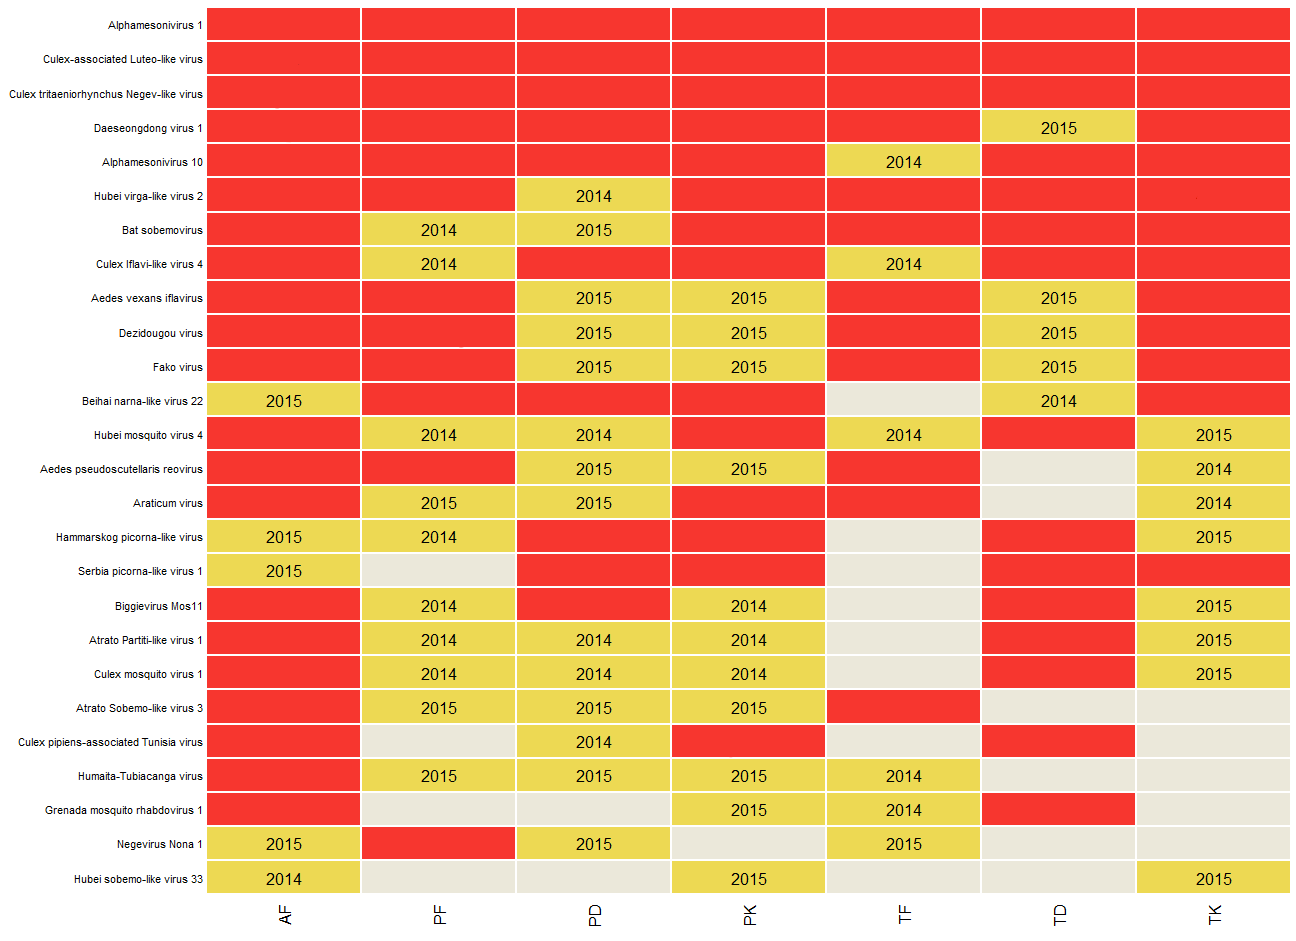 Alphamesonivirus 1
Culex-associated Luteo-like virus
Culex tritaeniorhynchus Negev-like virus
Daeseongdong virus 1 2015
Alphamesonivirus 10 2014
Hubei virga-like virus 2 2014
Bat sobemovirus 2014 2015
Culex Iflavi-like virus 4 2014 2014
Aedes vexans iflavirus 2015 2015 2015
Dezidougou virus 2015 2015 2015
Fako virus 2015 2015 2015
Beihai narna-like virus 22 2015 2014
Hubei mosquito virus 4 2014 2014 2014 2015
Aedes pseudoscutellaris reovirus 2015 2015 2014
Araticum virus 2015 2015 2014
Hammarskog picorna-like virus 2015 2014 2015
Serbia picorna-like virus 1 2015
Biggievirus Mos11 2014 2014 2015
Atrato Partiti-like virus 1 2014 2014 2014 2015
Culex mosquito virus 1 2014 2014 2014 2015
Atrato Sobemo-like virus 3 2015 2015 2015
Culex pipiens-associated Tunisia virus 2014
Humaita-Tubiacanga virus 2015 2015 2015 2014
Grenada mosquito rhabdovirus 1 2015 2014
Negevirus Nona 1 2015 2015 2015
Hubei sobemo-like virus 33 2014 2015 2015
AF PF PD PK TF TD TK